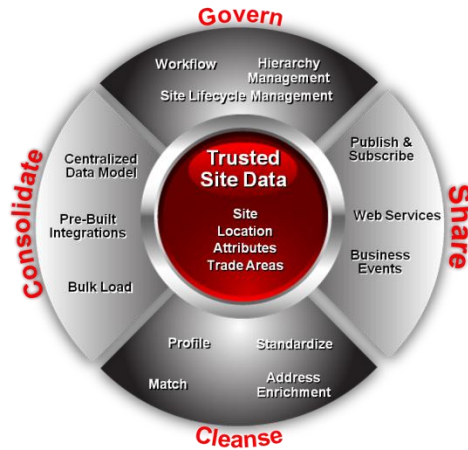 Govern
Workflow
Hierarchy
Management
Site Lifecycle Management
Consolidate
Centralized
Data Model
Pre-Built
Integrations
Bulk Load
Trusted
Site Data
Site
Location
Attributes
Trade Areas
Share
Publish &
Subscribe
Web Services
Business
Events
Profile
Standardize
Match
Address
Enrichment
Cleanse